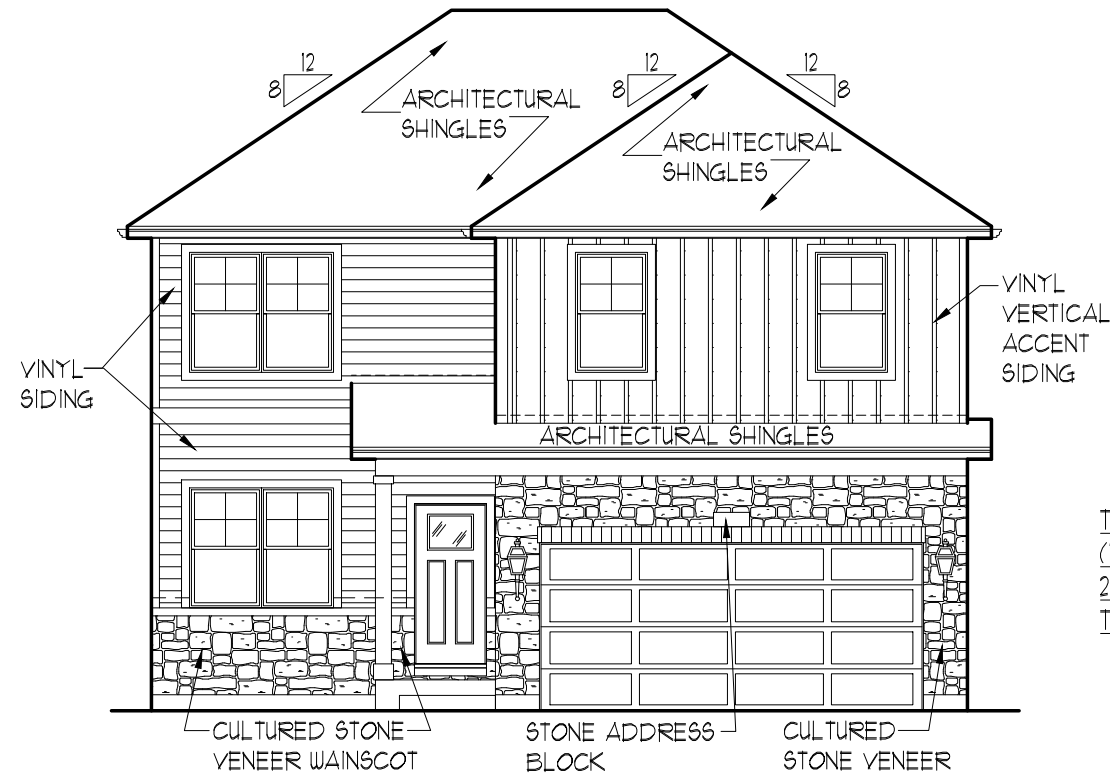 12
8
12
8
12
8
ARCHITECTURAL
SHINGLES
ARCHITECTURAL
SHINGLES
VINYL
VERTICAL
ACCENT
SIDING
VINYL
SIDING
ARCHITECTURAL SHINGLES
T
(
2
T
CULTURED STONE
VENEER WAINSCOT
STONE ADDRESS
BLOCK
CULTURED
STONE VENEER